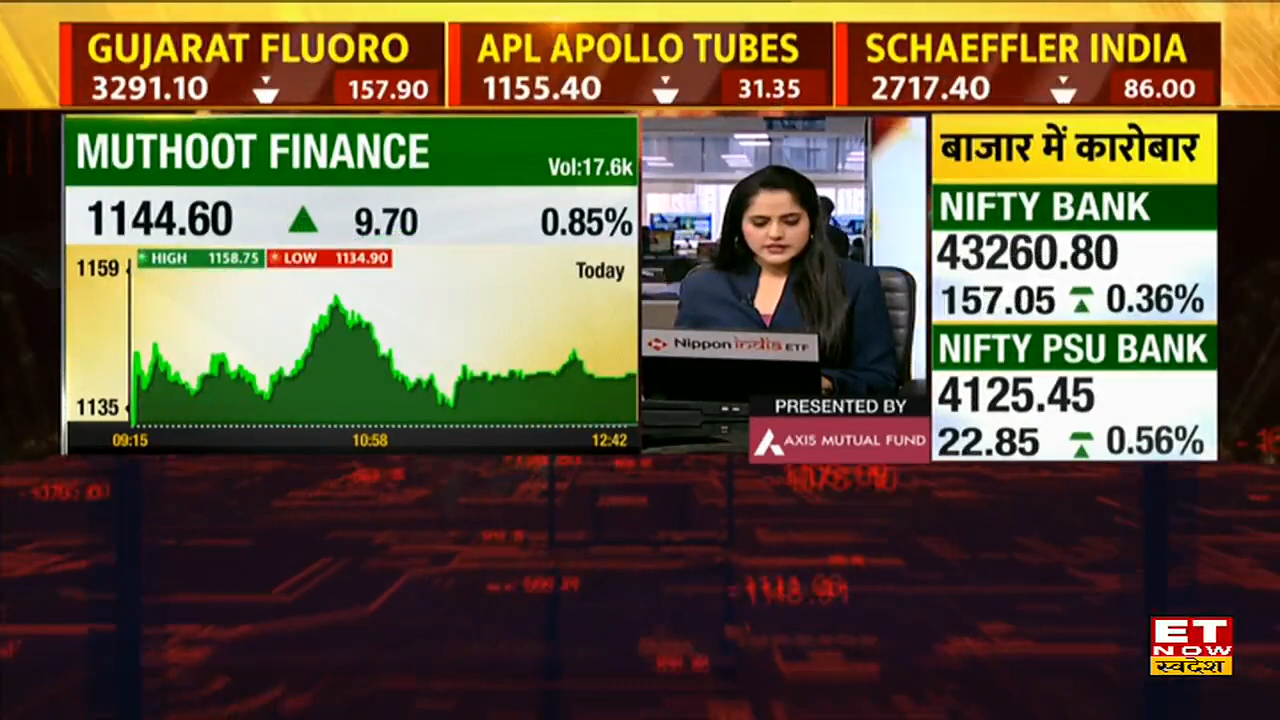 GUJARAT FLUORO
3291.10 157.90
APL APOLLO TUBES
1155.40 31.35
SCHAEFFLER INDIA
2717.40 86.00
MUTHOOT FINANCE Vol:17.6k
1144.60 9.70 0.85%
HIGH 1158.75 LOW 1134.90
Today
1159
1135
09:15 10:58 12:42
Nippon india ETF
PRESENTED BY
AXIS MUTUAL FUND
बाजार में कारोबार
NIFTY BANK
43260.80
157.05 0.36%
NIFTY PSU BANK
4125.45
22.85 0.56%
ET
NOW
स्वदेश